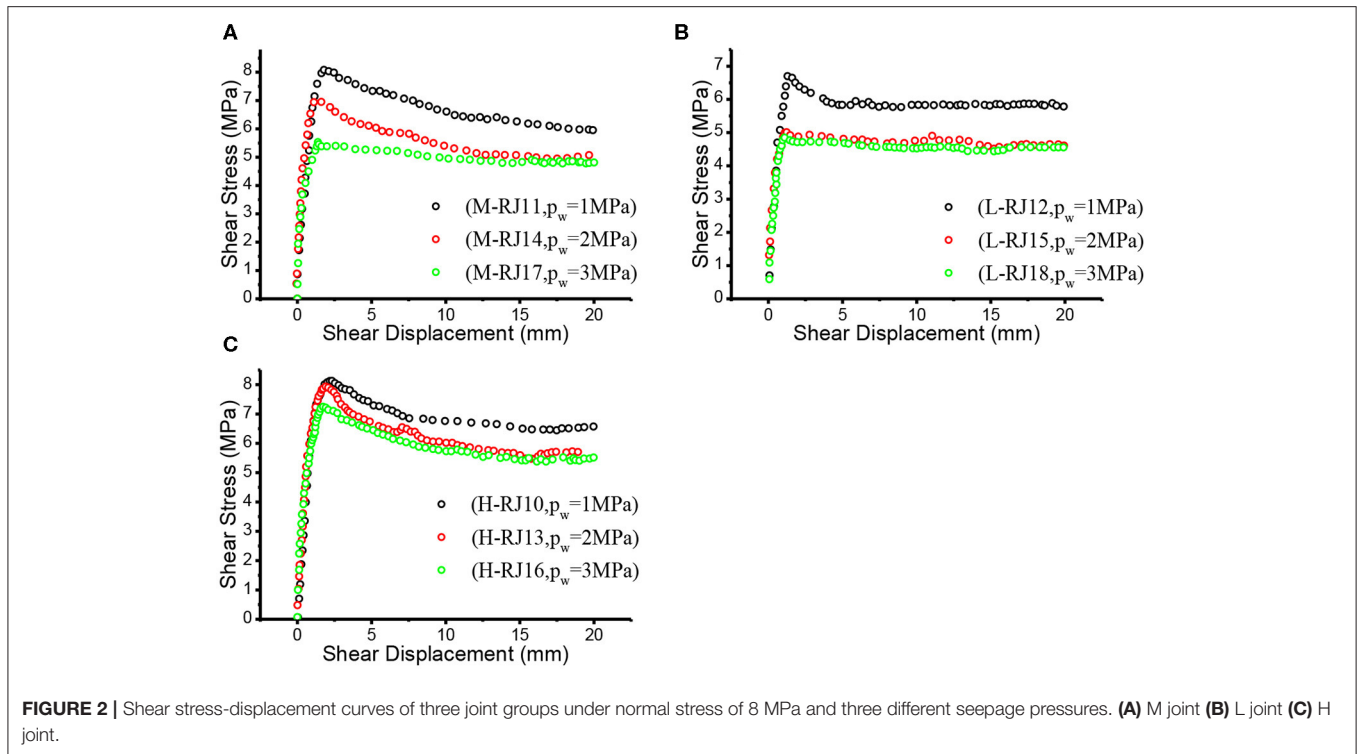 A
Shear Stress (MPa)
8
7
6
5
4
3
2
1
0
(M-RJ11,pw=1MPa)
(M-RJ14,pw=2MPa)
(M-RJ17,pw=3MPa)
0 5 10 15 20
Shear Displacement (mm)
B
Shear Stress (MPa)
7
6
5
4
3
2
1
0
(L-RJ12,pw=1MPa)
(L-RJ15,pw=2MPa)
(L-RJ18,pw=3MPa)
0 5 10 15 20
Shear Displacement (mm)
C
Shear Stress (MPa)
8
7
6
5
4
3
2
1
0
(H-RJ10,pw=1MPa)
(H-RJ13,pw=2MPa)
(H-RJ16,pw=3MPa)
0 5 10 15 20
Shear Displacement (mm)
FIGURE 2 | Shear stress-displacement curves of three joint groups under normal stress of 8 MPa and three different seepage pressures. (A) M joint (B) L joint (C) H
joint.